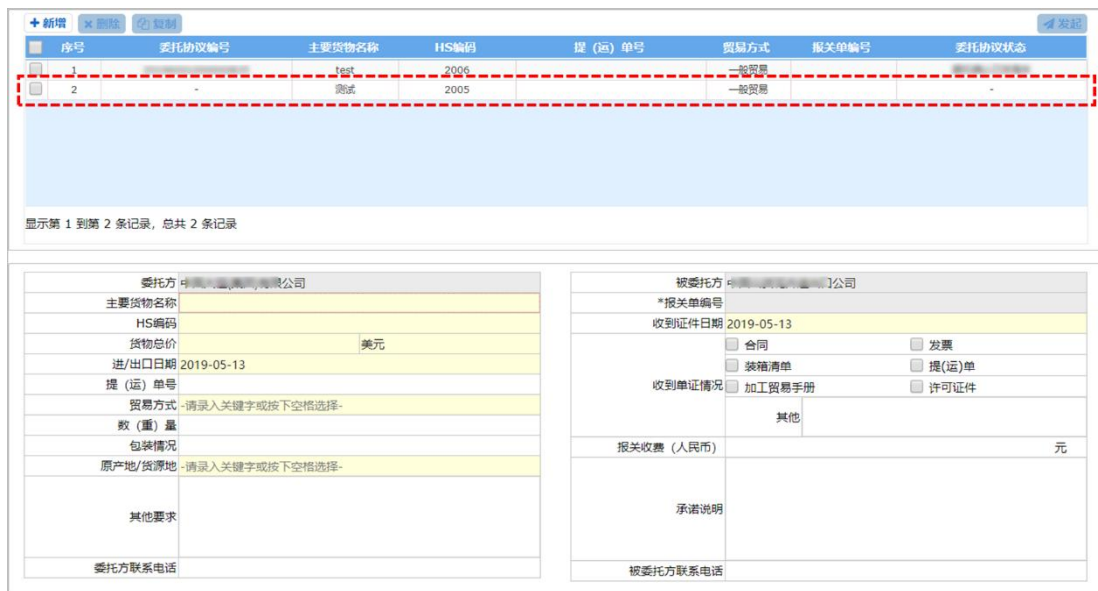 新增 删除 复制 发起
序号 委托协议编号 主要货物名称 HS编码 提 (运) 单号 贸易方式 报关单编号 委托协议状态
1 test 2006 一般贸易
2 - 测试 2005 一般贸易 -
显示第 1 到第 2 条记录，总共 2 条记录
委托方 公司
主要货物名称
HS编码
货物总价 美元
进/出口日期 2019-05-13
提 (运) 单号
贸易方式 -请录入关键字或按下空格选择-
数 (重) 量
包装情况
原产地/货源地 -请录入关键字或按下空格选择-
其他要求
委托方联系电话
被委托方 公司
*报关单编号
收到证件日期 2019-05-13
收到单证情况
合同 发票
装箱清单 提(运)单
加工贸易手册 许可证件
其他
报关收费 (人民币) 元
承诺说明
被委托方联系电话